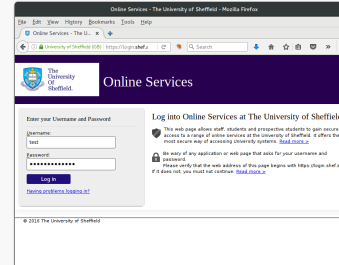 Online Services - The University of Sheffield - Mozilla Firefox
File Edit View History Bookmarks Tools Help
Online Services - The U... × +
University of Sheffield (GB) https://login.shef.a Search
The
University
Of
Sheffield.
Online Services
Enter your Username and Password
Username:
test
Password:
Log in
Having problems logging in?
Log into Online Services at The University of Sheffiel
This web page allows staff, students and prospective students to gain secure
access to a range of online services at the university of Sheffield. It offers the
most secure way of accessing University systems. Read more >
Be wary of any application or web page that asks for your username and
password.
Please verify that the web address of this page begins with https://login.shef.a
If it does not, you must not continue. Read more >
© 2016 The University of Sheffield